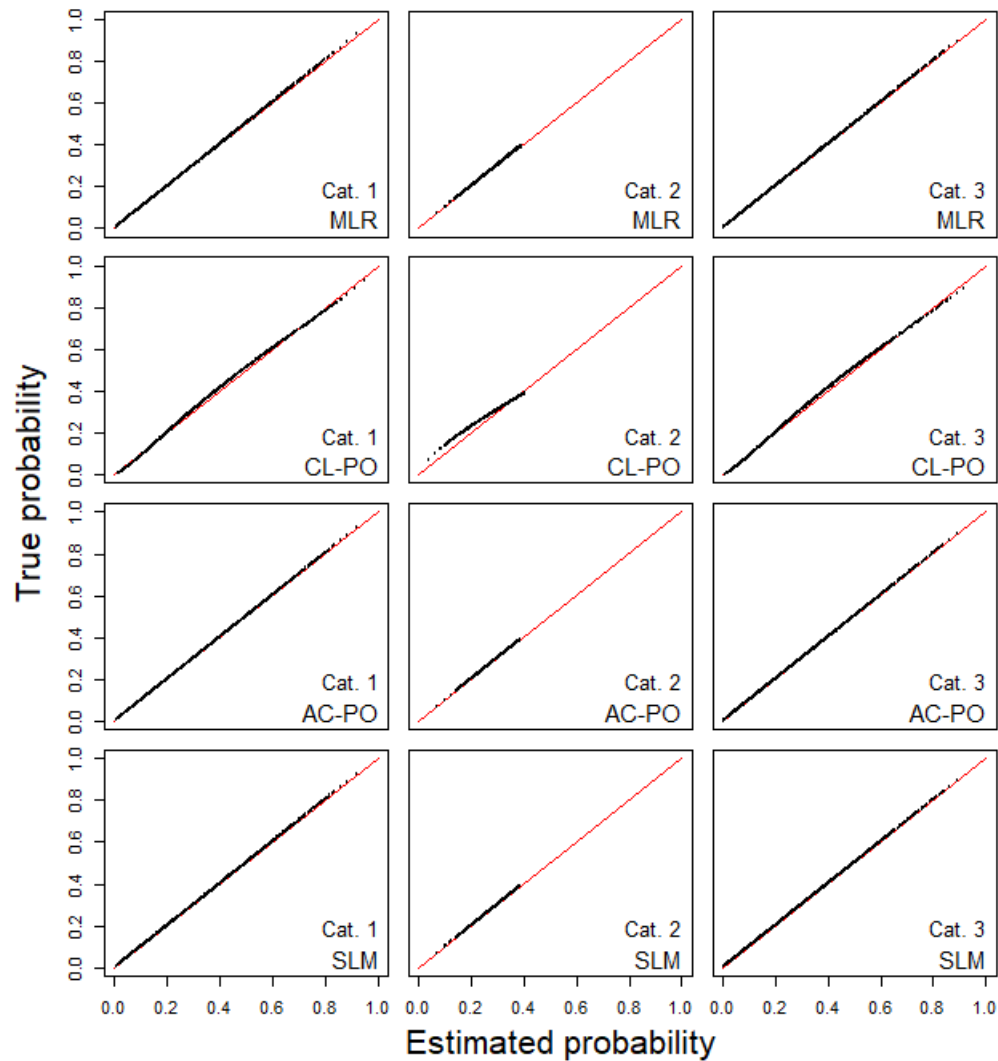 True probability
1.0
0.8
0.6
0.4
0.2
0.0
Cat. 1
MLR
Cat. 2
MLR
Cat. 3
MLR
1.0
0.8
0.6
0.4
0.2
0.0
Cat. 1
CL-PO
Cat. 2
CL-PO
Cat. 3
CL-PO
1.0
0.8
0.6
0.4
0.2
0.0
Cat. 1
AC-PO
Cat. 2
AC-PO
Cat. 3
AC-PO
1.0
0.8
0.6
0.4
0.2
0.0
Cat. 1
SLM
Cat. 2
SLM
Cat. 3
SLM
0.0 0.2 0.4 0.6 0.8 1.0
0.0 0.2 0.4 0.6 0.8 1.0
0.0 0.2 0.4 0.6 0.8 1.0
Estimated probability